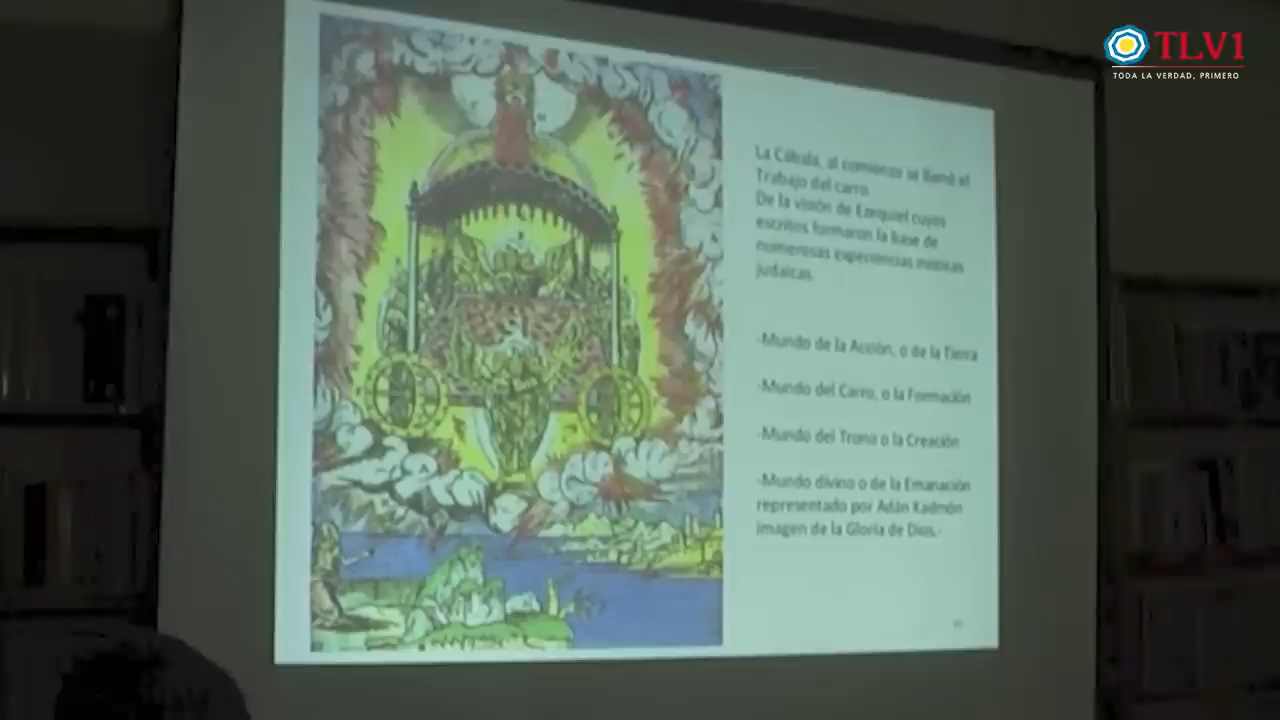 TLV1
TODA LA VERDAD, PRIMERO
La Cábala, al comienzo se llamó el
Trabajo del carro.
De la visión de Ezequiel cuyos
escritos formaron la base de
numerosas experiencias místicas
judaicas.
-Mundo de la Acción, o de la Tierra
-Mundo del Carro, o la Formación
-Mundo del Trono o la Creación
-Mundo divino o de la Emanación
representado por Adán Kadmón
imagen de la Gloria de Dios.-